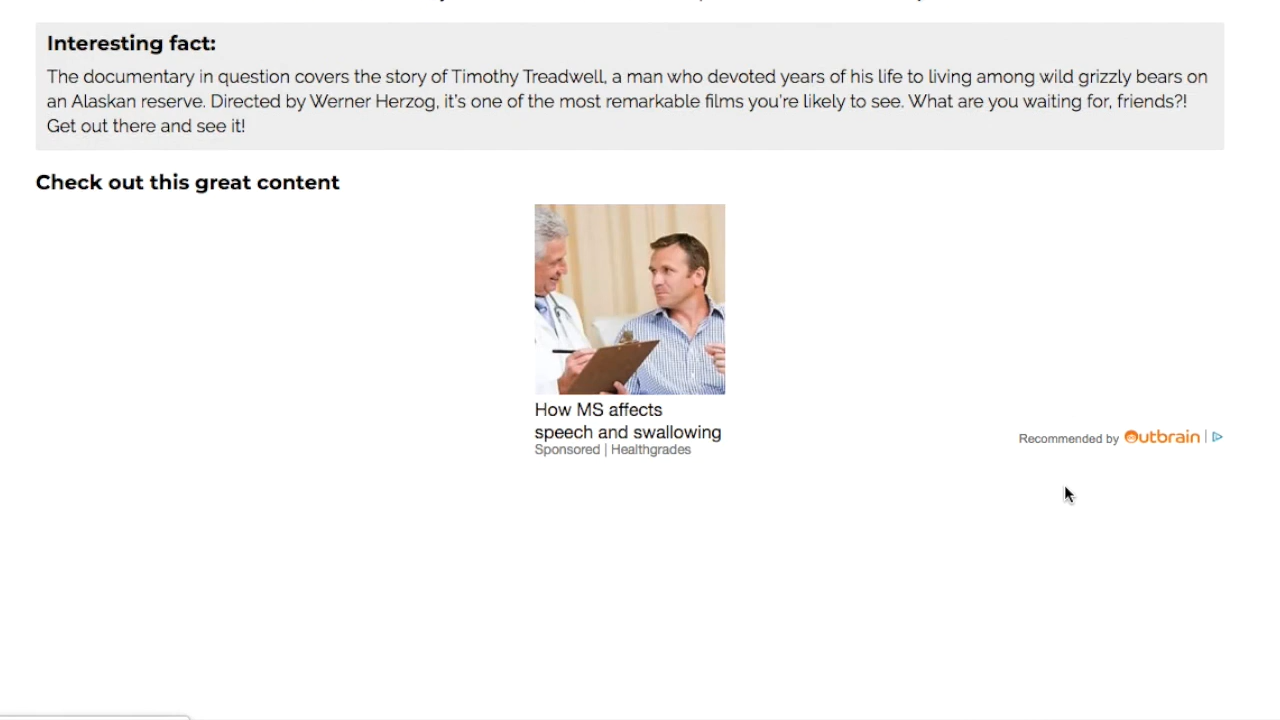 Interesting fact:
The documentary in question covers the story of Timothy Treadwell, a man who devoted years of his life to living among wild grizzly bears on
an Alaskan reserve. Directed by Werner Herzog, it's one of the most remarkable films you're likely to see. What are you waiting for, friends?!
Get out there and see it!
Check out this great content
How MS affects
speech and swallowing
Sponsored | Healthgrades
Recommended by Outbrain |